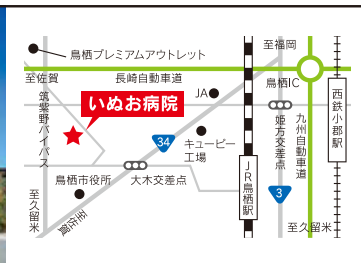 鳥栖プレミアムアウトレット
至福岡
至佐賀
長崎自動車道
鳥栖IC
JA
いぬお病院
筑紫野バイパス
34
キューピー
工場
姫方交差点
九州自動車道
西鉄小郡駅
鳥栖市役所
大木交差点
JR鳥栖駅
3
至久留米
至佐賀
至久留米